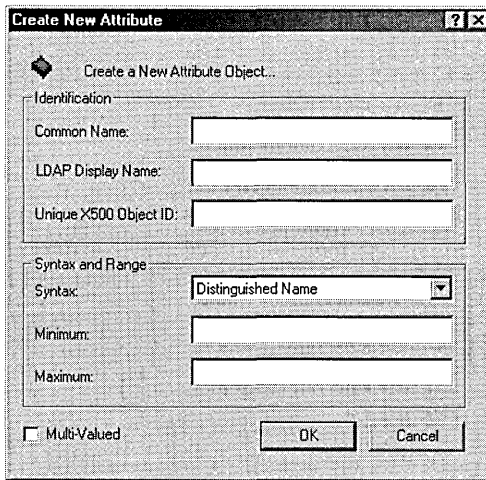 Create New Attribute
Create a New Attribute Object...
Identification
Common Name:
LDAP Display Name:
Unique X500 Object ID:
Syntax and Range
Syntax: Distinguished Name
Minimum:
Maximum:
Multi-Valued OK Cancel